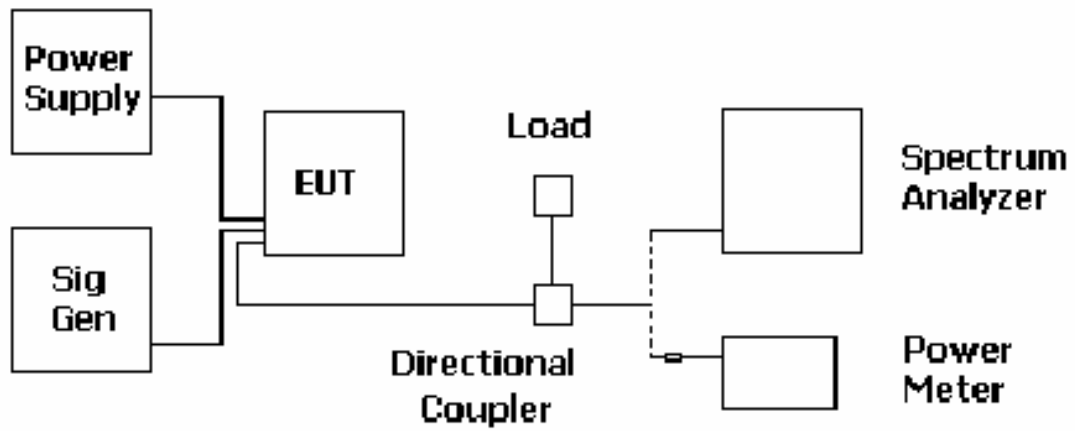 Power
Supply
EUT
Load
Spectrum
Analyzer
Sig
Gen
Directional
Coupler
Power
Meter